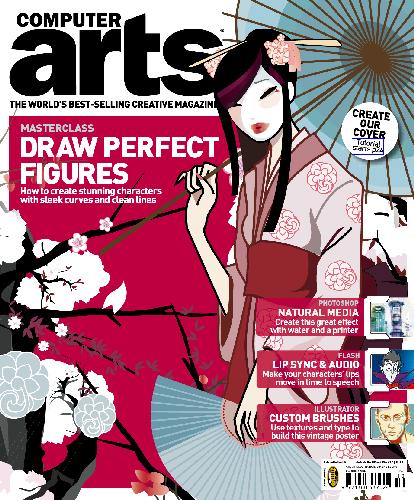 COMPUTER
arts
THE WORLD'S BEST-SELLING CREATIVE MAGAZINE
MASTERCLASS
DRAW PERFECT
FIGURES
How to create stunning characters
with sleek curves and clean lines
CREATE
OUR
COVER
Tutorial
PHOTOSHOP
NATURAL MEDIA
Create this great effect
with water and a printer
FLASH
LIP SYNC & AUDIO
Make your characters' lips
move in time to speech
ILLUSTRATOR
CUSTOM BRUSHES
Use textures and type to
build this vintage poster